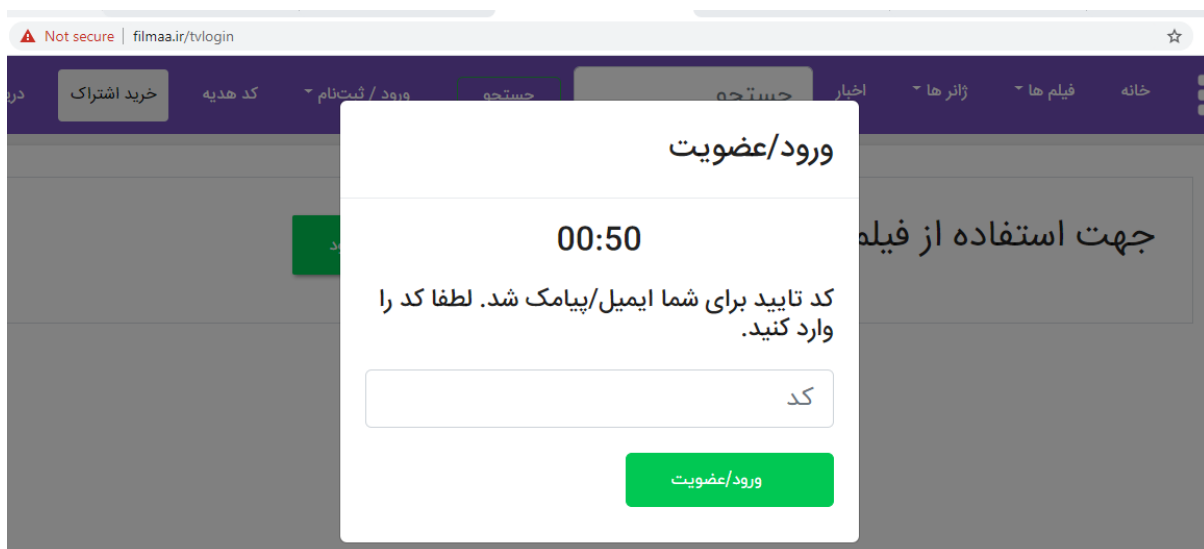 Not secure | filmaa.ir/tvlogin
خانه
فیلم ها
ژانر ها
اخبار
جستجو
جستجو
ورود / ثبت‌نام
کد هدیه
خرید اشتراک
ورود/عضویت
00:50
جهت استفاده از
کد تایید برای شما ایمیل/پیامک شد. لطفا کد را
وارد کنید.
کد
ورود/عضویت